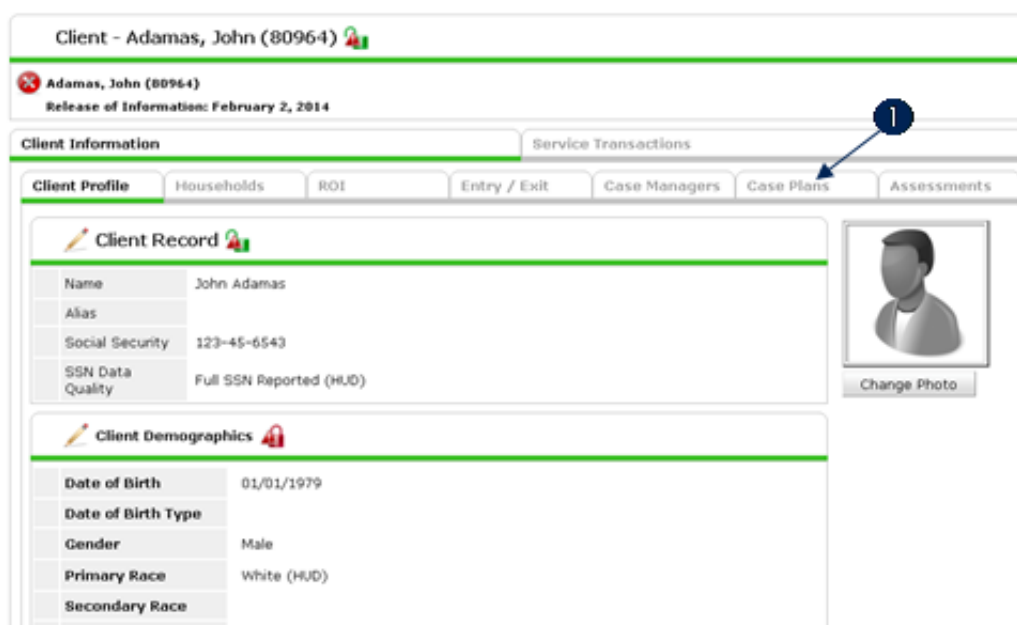 Client - Adamas, John (80964)
Adamas, John (80964)
Release of Information: February 2, 2014
1
Client Information Service Transactions
Client Profile Households ROI Entry / Exit Case Managers Case Plans Assessments
Client Record
Name John Adamas
Alias
Social Security 123-45-6543
SSN Data
Quality Full SSN Reported (HUD)
Change Photo
Client Demographics
Date of Birth 01/01/1979
Date of Birth Type
Gender Male
Primary Race White (HUD)
Secondary Race